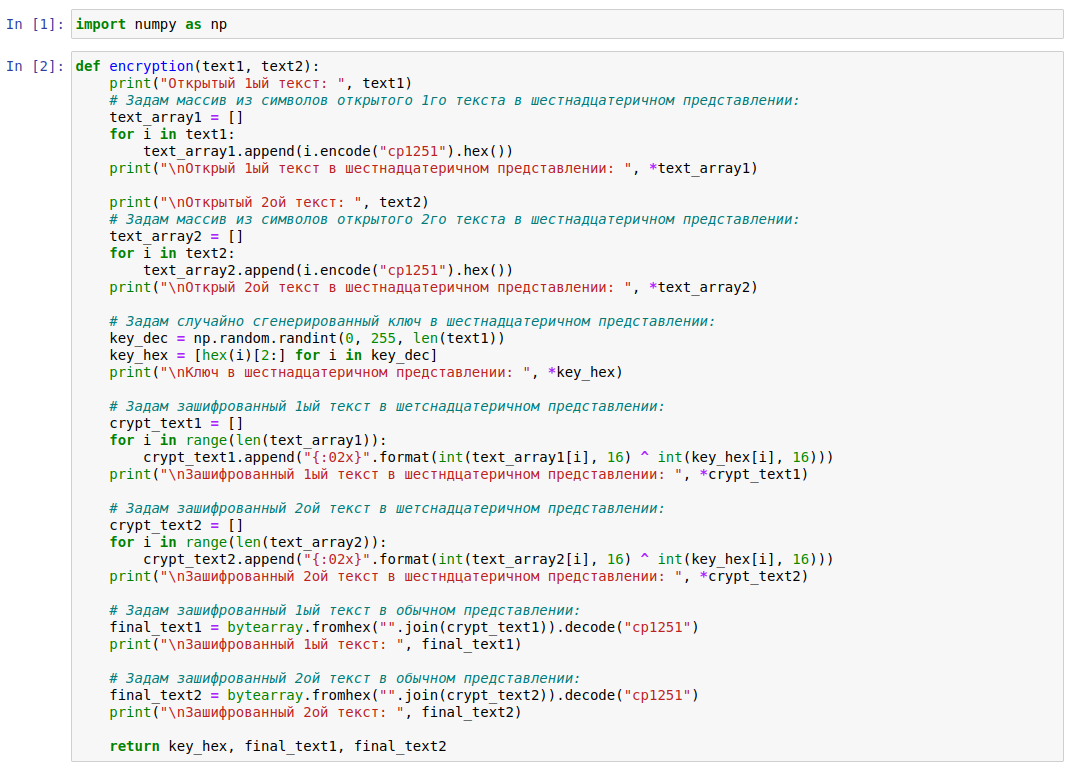 In [1]: import numpy as np
In [2]: def encryption(text1, text2):
    print("Открытый 1ый текст: ", text1)
    # Задам массив из символов открытого 1го текста в шестнадцатеричном представлении:
    text_array1 = []
    for i in text1:
        text_array1.append(i.encode("cp1251").hex())
    print("\nОткрый 1ый текст в шестнадцатеричном представлении: ", *text_array1)

    print("\nОткрытый 2ой текст: ", text2)
    # Задам массив из символов открытого 2го текста в шестнадцатеричном представлении:
    text_array2 = []
    for i in text2:
        text_array2.append(i.encode("cp1251").hex())
    print("\nОткрый 2ой текст в шестнадцатеричном представлении: ", *text_array2)

    # Задам случайно сгенерированный ключ в шестнадцатеричном представлении:
    key_dec = np.random.randint(0, 255, len(text1))
    key_hex = [hex(i)[2:] for i in key_dec]
    print("\nКлюч в шестнадцатеричном представлении: ", *key_hex)

    # Задам зашифрованный 1ый текст в шетснадцатеричном представлении:
    crypt_text1 = []
    for i in range(len(text_array1)):
        crypt_text1.append("{:02x}".format(int(text_array1[i], 16) ^ int(key_hex[i], 16)))
    print("\nЗашифрованный 1ый текст в шестндцатеричном представлении: ", *crypt_text1)

    # Задам зашифрованный 2ой текст в шетснадцатеричном представлении:
    crypt_text2 = []
    for i in range(len(text_array2)):
        crypt_text2.append("{:02x}".format(int(text_array2[i], 16) ^ int(key_hex[i], 16)))
    print("\nЗашифрованный 2ой текст в шестндцатеричном представлении: ", *crypt_text2)

    # Задам зашифрованный 1ый текст в обычном представлении:
    final_text1 = bytearray.fromhex("".join(crypt_text1)).decode("cp1251")
    print("\nЗашифрованный 1ый текст: ", final_text1)

    # Задам зашифрованный 2ой текст в обычном представлении:
    final_text2 = bytearray.fromhex("".join(crypt_text2)).decode("cp1251")
    print("\nЗашифрованный 2ой текст: ", final_text2)

    return key_hex, final_text1, final_text2